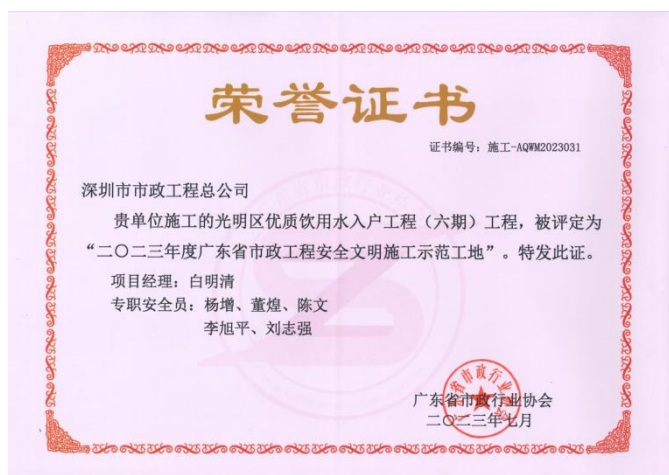 荣誉证书
证书编号：施工-AQWM2023031
深圳市市政工程总公司
贵单位施工的光明区优质饮用水入户工程（六期）工程，被评定为
“二〇二三年度广东省市政工程安全文明施工示范工地”。特发此证。
项目经理：白明清
专职安全员：杨增、董煌、陈文
李旭平、刘志强
广东省市政行业协会
二〇二三年七月